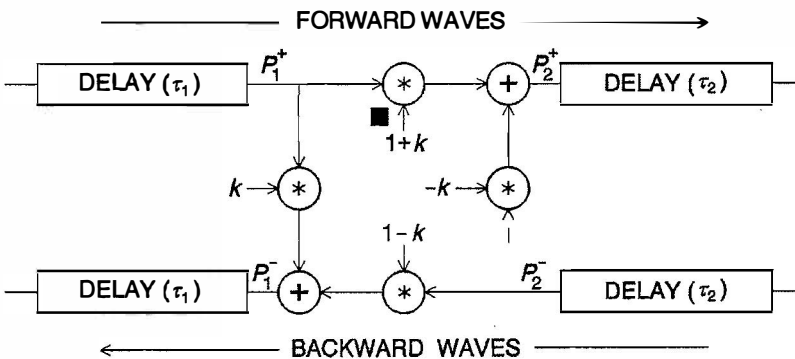 FORWARD WAVES
DELAY (τ₁)
P₁⁺
*
+
P₂⁺
DELAY (τ₂)
1+k
k
*
-k
*
1-k
DELAY (τ₁)
P₁⁻
+
*
P₂⁻
DELAY (τ₂)
BACKWARD WAVES